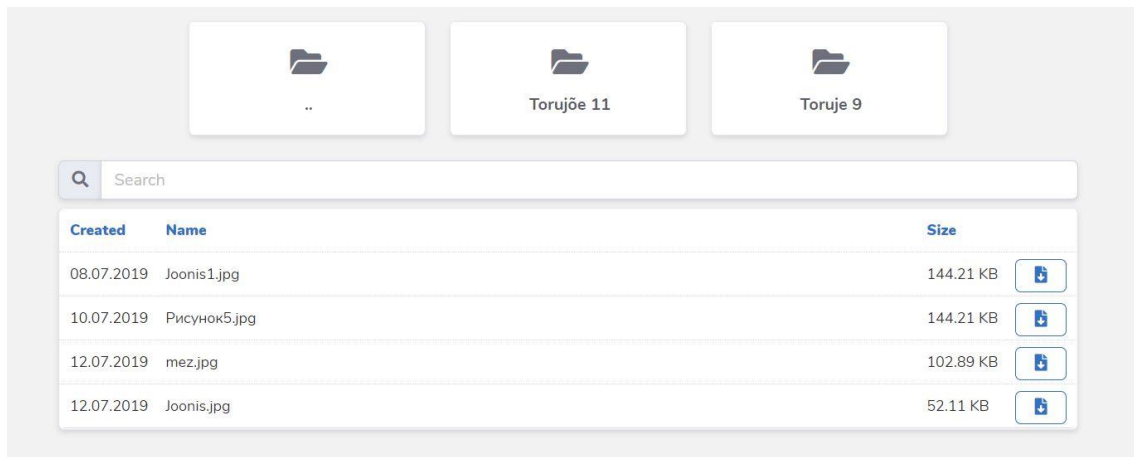 ..
Torujõe 11
Toruje 9
Search
Created Name Size
08.07.2019 Joonis1.jpg 144.21 KB
10.07.2019 Рисунок5.jpg 144.21 KB
12.07.2019 mez.jpg 102.89 KB
12.07.2019 Joonis.jpg 52.11 KB